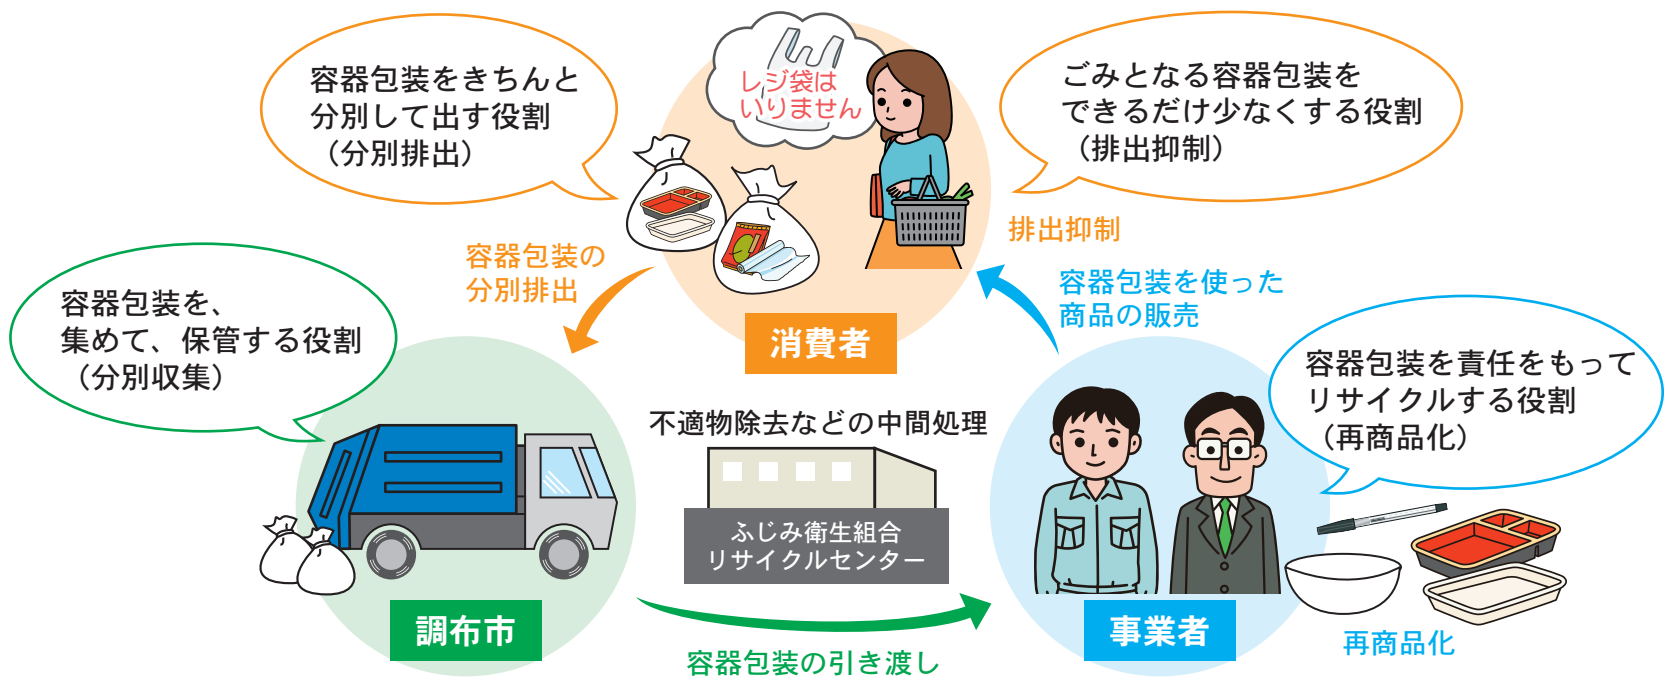 容器包装をきちんと
分別して出す役割
（分別排出）
レジ袋は
いりません
ごみとなる容器包装を
できるだけ少なくする役割
（排出抑制）
排出抑制
容器包装の
分別排出
消費者
容器包装を使った
商品の販売
容器包装を、
集めて、保管する役割
（分別収集）
容器包装を責任をもって
リサイクルする役割
（再商品化）
不適物除去などの中間処理
ふじみ衛生組合
リサイクルセンター
調布市
事業者
容器包装の引き渡し
再商品化